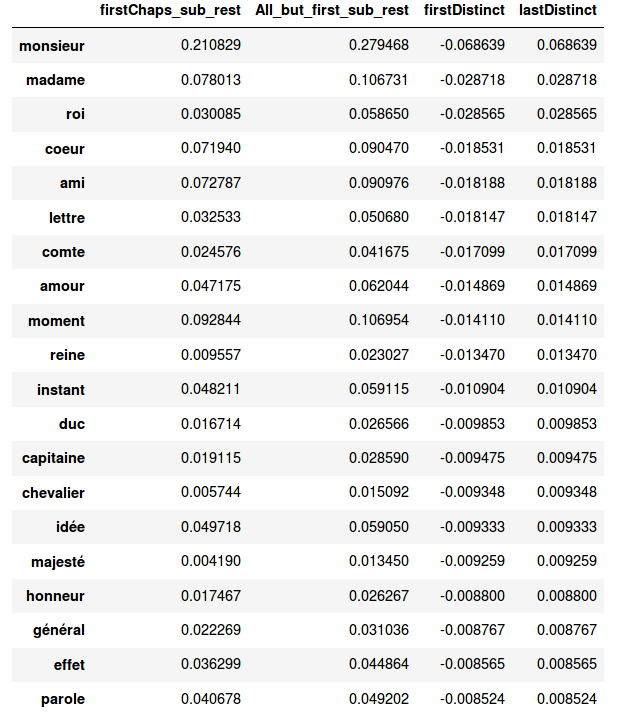 firstChaps_sub_rest All_but_first_sub_rest firstDistinct lastDistinct
monsieur 0.210829 0.279468 -0.068639 0.068639
madame 0.078013 0.106731 -0.028718 0.028718
roi 0.030085 0.058650 -0.028565 0.028565
coeur 0.071940 0.090470 -0.018531 0.018531
ami 0.072787 0.090976 -0.018188 0.018188
lettre 0.032533 0.050680 -0.018147 0.018147
comte 0.024576 0.041675 -0.017099 0.017099
amour 0.047175 0.062044 -0.014869 0.014869
moment 0.092844 0.106954 -0.014110 0.014110
reine 0.009557 0.023027 -0.013470 0.013470
instant 0.048211 0.059115 -0.010904 0.010904
duc 0.016714 0.026566 -0.009853 0.009853
capitaine 0.019115 0.028590 -0.009475 0.009475
chevalier 0.005744 0.015092 -0.009348 0.009348
idée 0.049718 0.059050 -0.009333 0.009333
majesté 0.004190 0.013450 -0.009259 0.009259
honneur 0.017467 0.026267 -0.008800 0.008800
général 0.022269 0.031036 -0.008767 0.008767
effet 0.036299 0.044864 -0.008565 0.008565
parole 0.040678 0.049202 -0.008524 0.008524